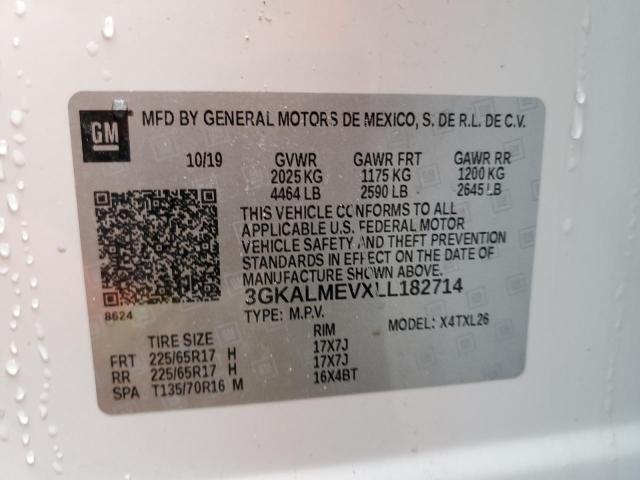 GM
MFD BY GENERAL MOTORS DE MEXICO, S. DE R.L. DE C.V.
10/19 GVWR GAWR FRT GAWR RR
2025 KG 1175 KG 1200 KG
4464 LB 2590 LB 2645 LB
THIS VEHICLE CONFORMS TO ALL
APPLICABLE U.S. FEDERAL MOTOR
VEHICLE SAFETY AND THEFT PREVENTION
STANDARDS IN EFFECT ON THE DATE OF
MANUFACTURE SHOWN ABOVE.
3GKALMEVXLL182714
8624
TYPE: M.P.V. MODEL: X4TXL26
TIRE SIZE RIM
FRT 225/65R17 H 17X7J
RR 225/65R17 H 17X7J
SPA T135/70R16 M 16X4BT